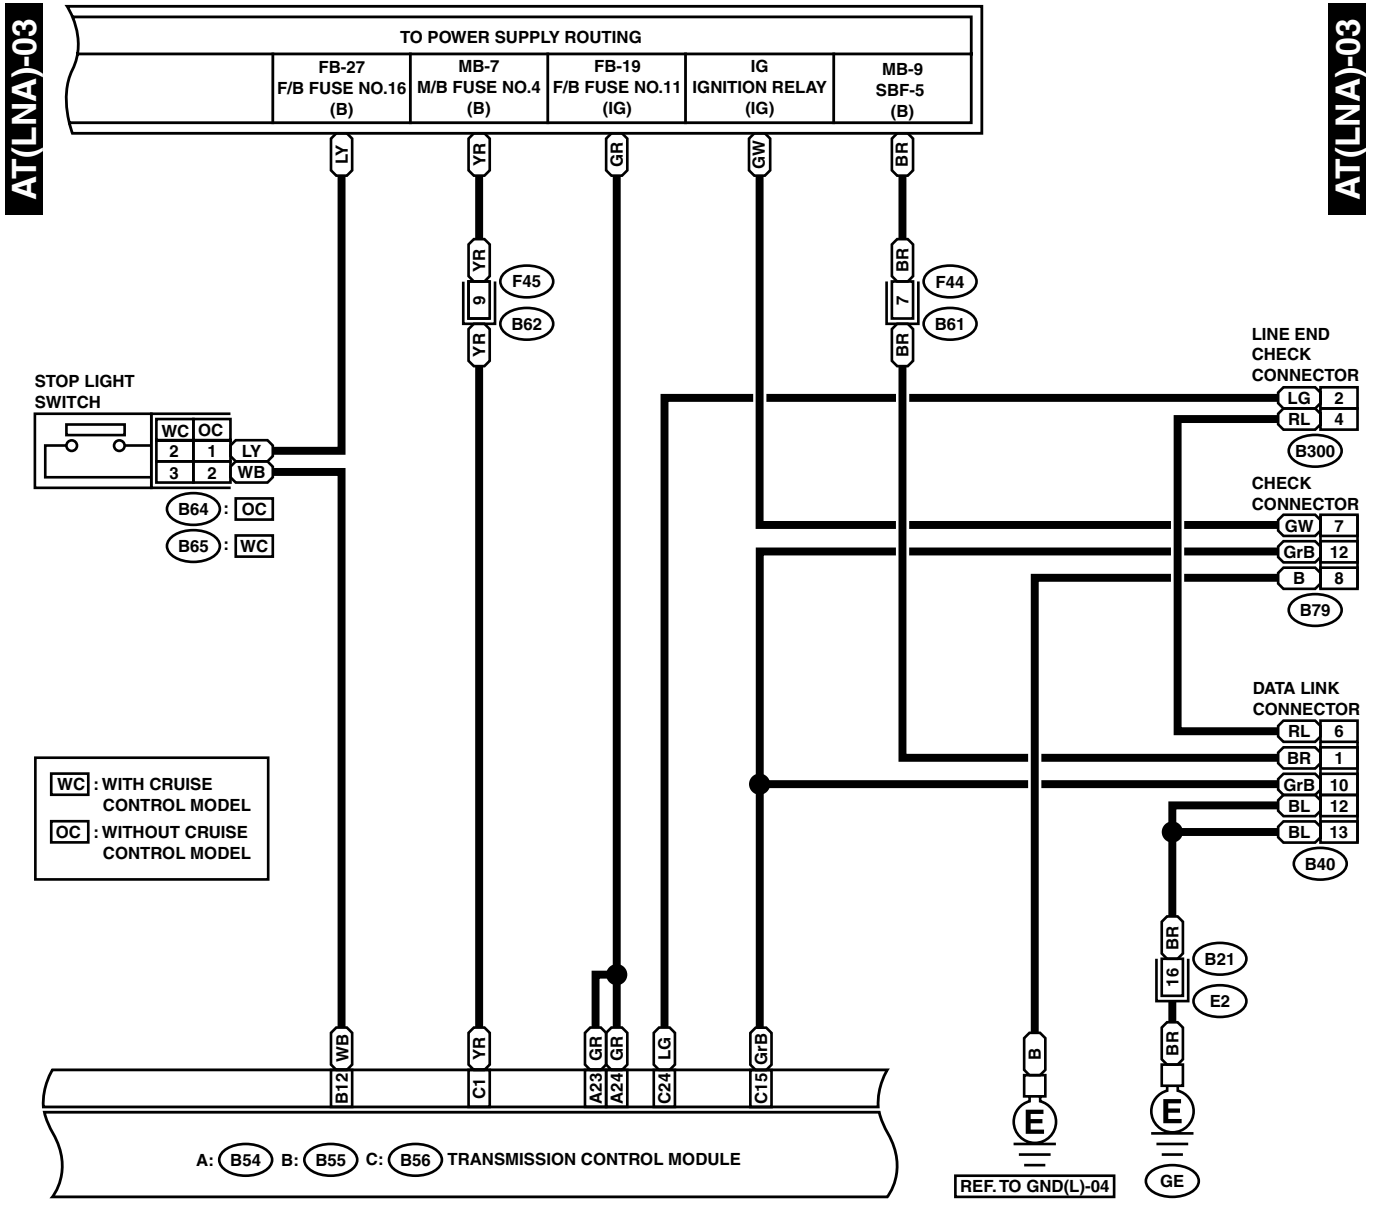 AT(LNA)-03
AT(LNA)-03
TO POWER SUPPLY ROUTING
FB-27
F/B FUSE NO.16
(B)
MB-7
M/B FUSE NO.4
(B)
FB-19
F/B FUSE NO.11
(IG)
IG
IGNITION RELAY
(IG)
MB-9
SBF-5
(B)
LY
YR
GR
GW
BR
YR
9
YR
F45
B62
BR
7
BR
F44
B61
STOP LIGHT
SWITCH
WC OC
2 1 LY
3 2 WB
B64 : OC
B65 : WC
LINE END
CHECK
CONNECTOR
LG 2
RL 4
B300
CHECK
CONNECTOR
GW 7
GrB 12
B 8
B79
DATA LINK
CONNECTOR
RL 6
BR 1
GrB 10
BL 12
BL 13
B40
WC : WITH CRUISE
CONTROL MODEL
OC : WITHOUT CRUISE
CONTROL MODEL
BR
16
BR
B21
E2
WB
YR
GR
GR
LG
GrB
B
B12
C1
A23
A24
C24
C15
E
E
A: B54 B: B55 C: B56 TRANSMISSION CONTROL MODULE
REF. TO GND(L)-04
GE